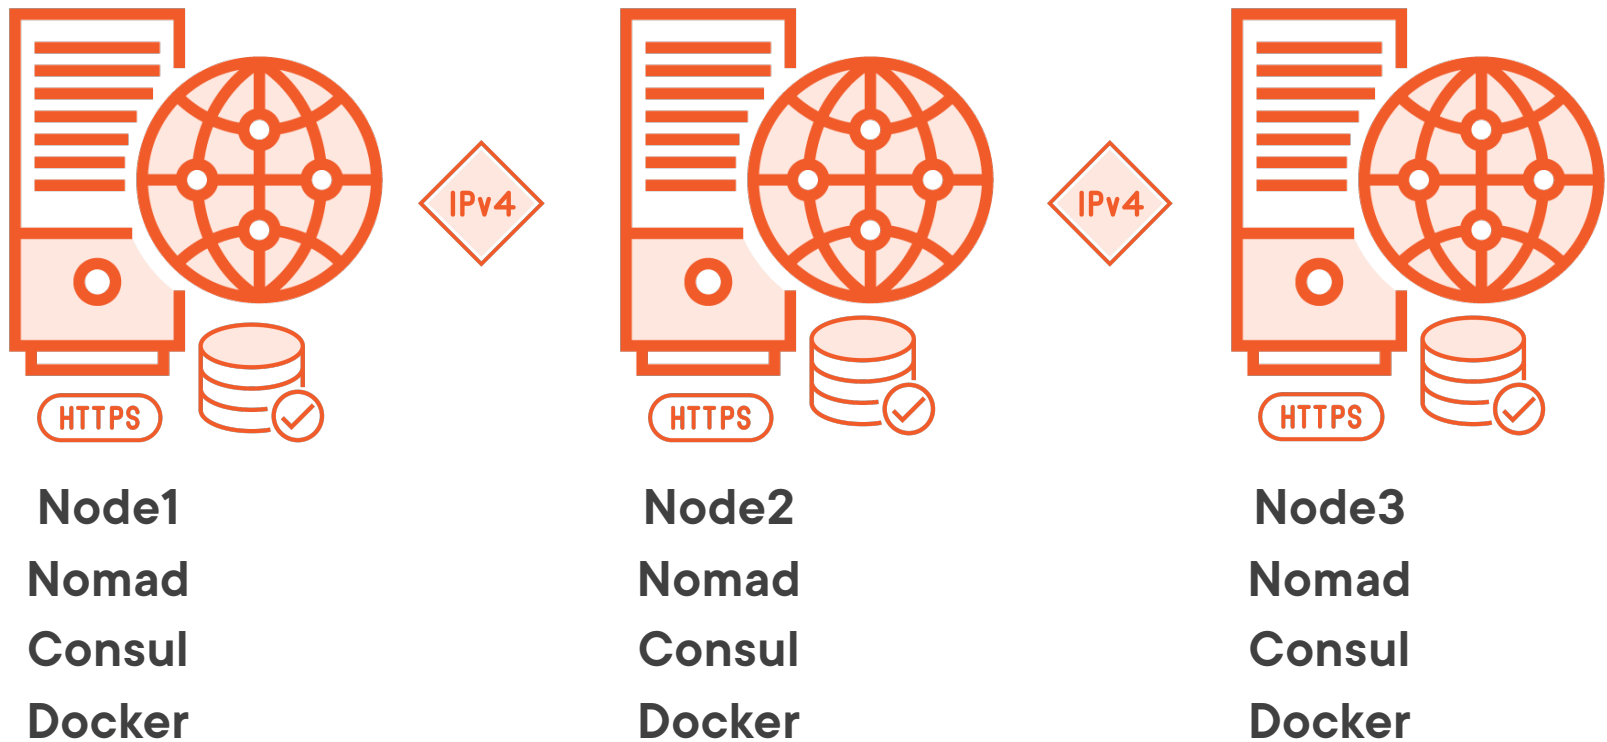 IPv4
IPv4
HTTPS
HTTPS
HTTPS
Node1
Nomad
Consul
Docker
Node2
Nomad
Consul
Docker
Node3
Nomad
Consul
Docker